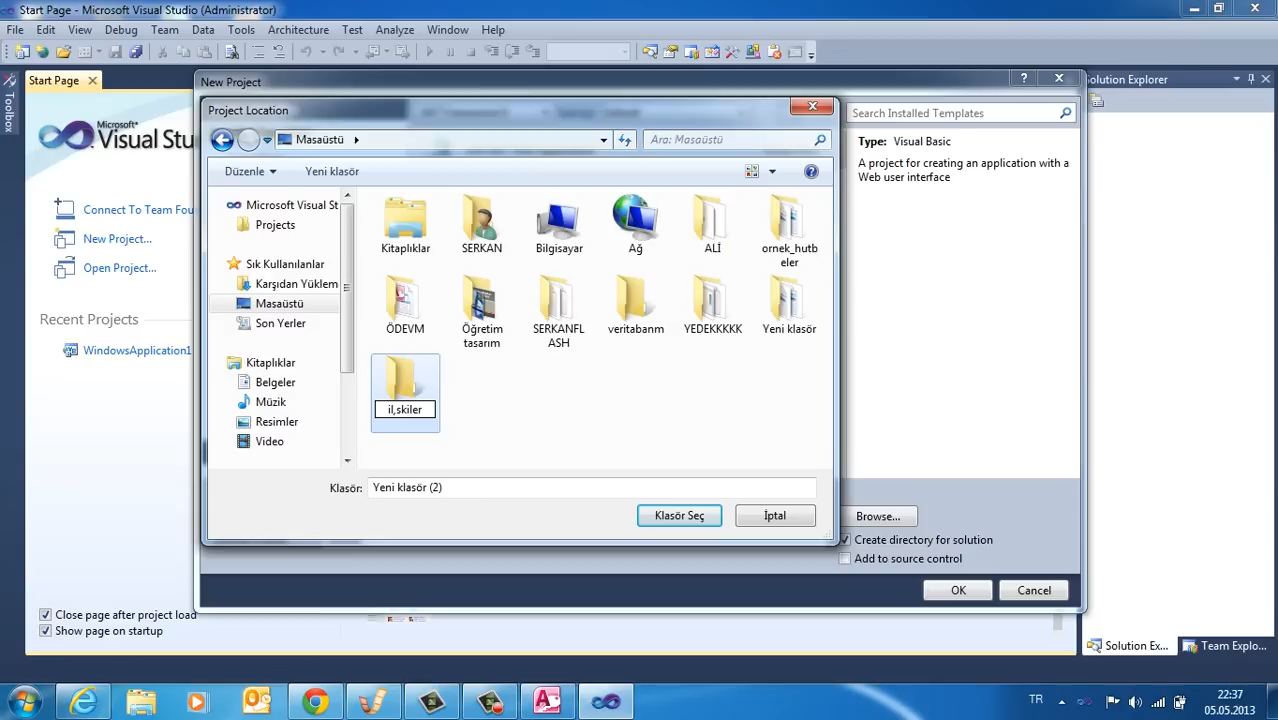 Start Page - Microsoft Visual Studio (Administrator)
File Edit View Debug Team Data Tools Architecture Test Analyze Window Help
Toolbox
Start Page
New Project
olution Explorer
Project Location
Search Installed Templates
Microsoft
Visual Stu
Masaüstü
Ara: Masaüstü
Type: Visual Basic
A project for creating an application with a
Web user interface
Düzenle
Yeni klasör
Connect To Team Fou
New Project...
Open Project...
Recent Projects
WindowsApplication1
Microsoft Visual St
Projects
Sık Kullanılanlar
Karşıdan Yüklem
Masaüstü
Son Yerler
Kitaplıklar
Belgeler
Müzik
Resimler
Video
Kitaplıklar
SERKAN
Bilgisayar
Ağ
ALİ
ornek_hutb
eler
ÖDEVM
Öğretim
tasarım
SERKANFL
ASH
veritabanm
YEDEKKKKK
Yeni klasör
il,skiler
Klasör: Yeni klasör (2)
Klasör Seç
İptal
Browse...
Create directory for solution
Add to source control
OK
Cancel
Close page after project load
Show page on startup
Solution Ex...
Team Explo...
TR
22:37
05.05.2013